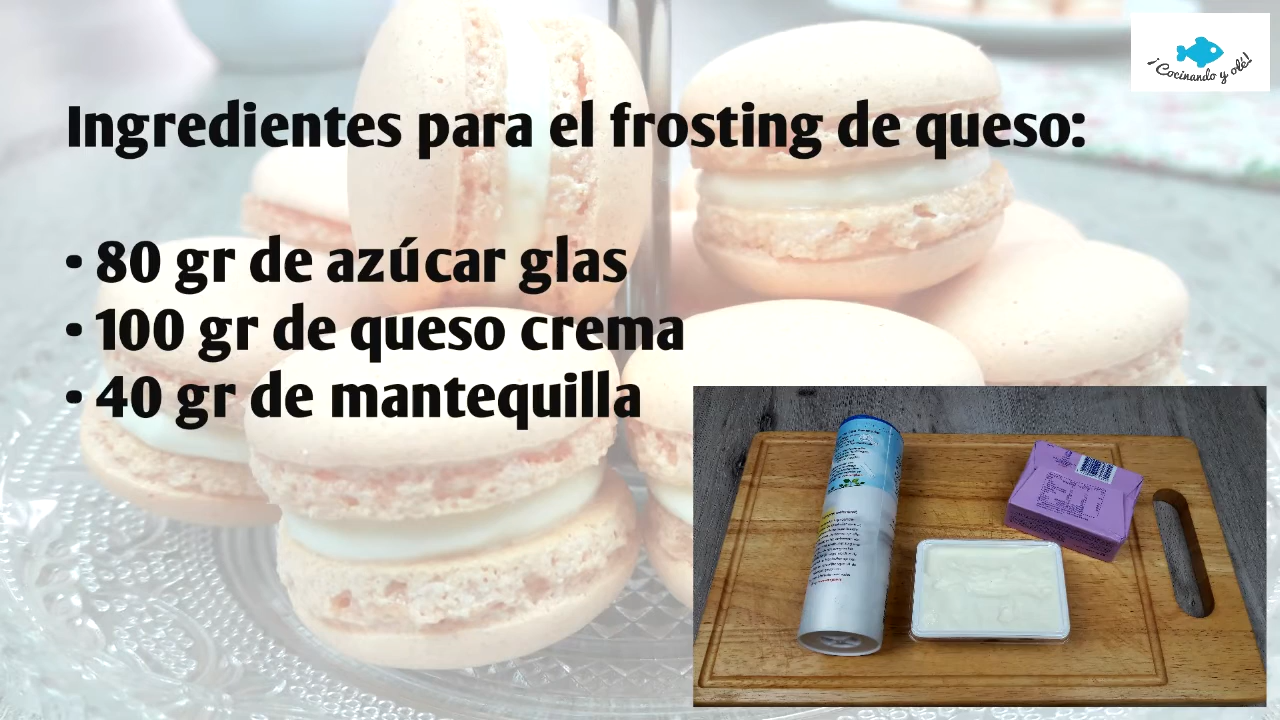 ¡Cocinando y olé!
Ingredientes para el frosting de queso:
• 80 gr de azúcar glas
• 100 gr de queso crema
• 40 gr de mantequilla